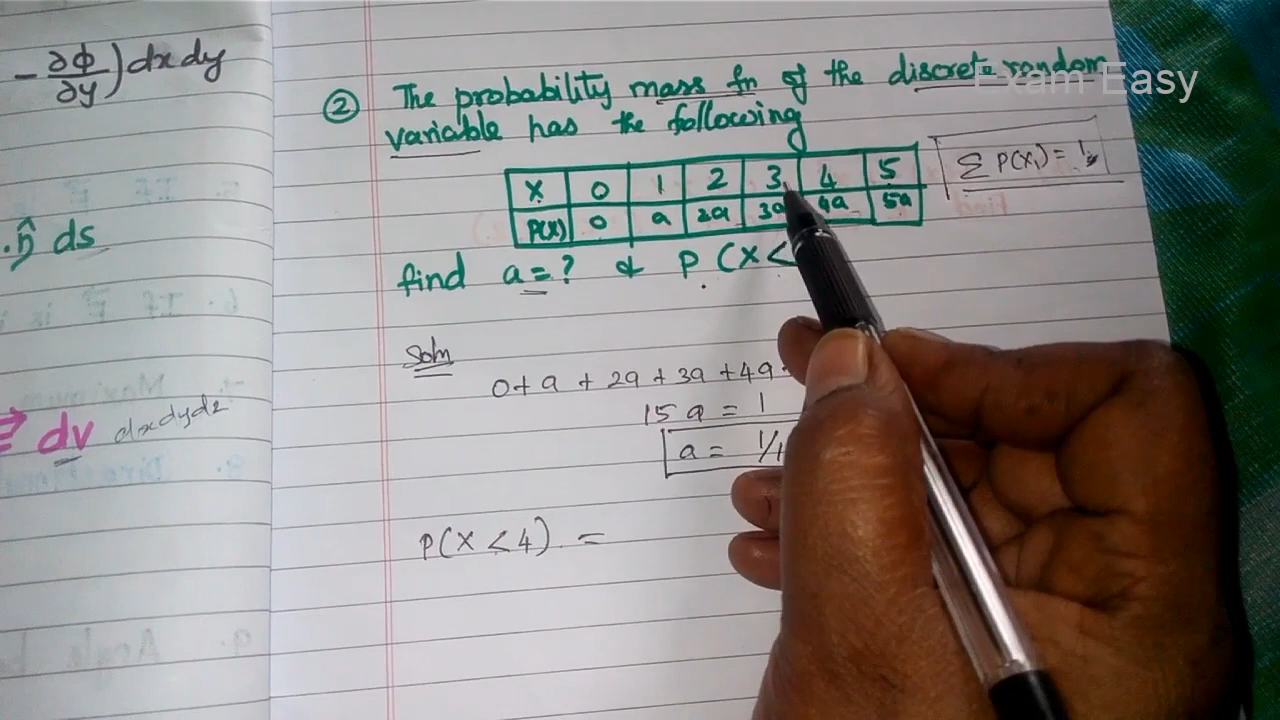 - ∂Φ/∂y) dx dy
.n̂ ds
⇒ dv dxdydz
Exam Easy
② The probability mass fn of the discrete random
variable has the following
X 0 1 2 3 4 5
P(X) 0 a 2a 3a 4a 5a
Σ P(Xi) = 1
find a = ? & P(X <
Soln
0 + a + 2a + 3a + 4a
15 a = 1
a = 1/1
P(X < 4) =